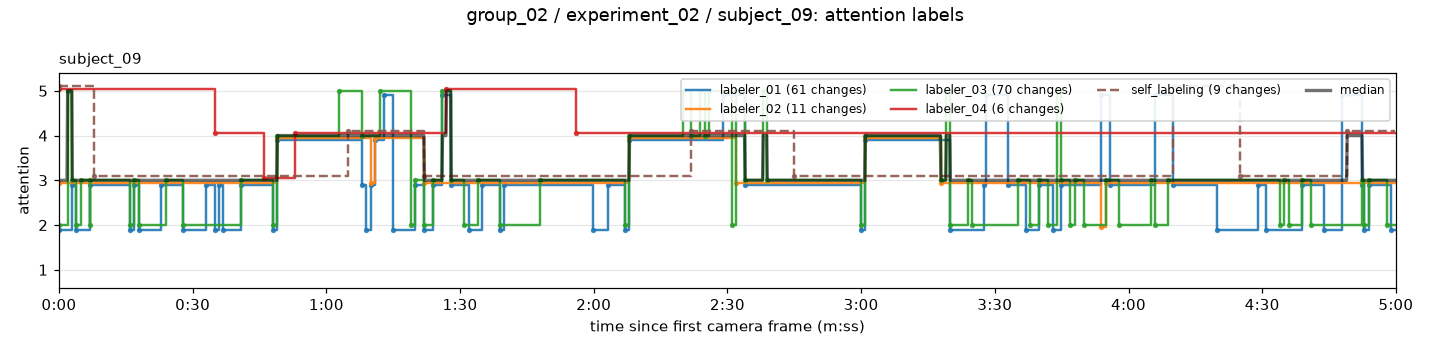 group_02 / experiment_02 / subject_09: attention labels
subject_09
labeler_01 (61 changes)
labeler_02 (11 changes)
labeler_03 (70 changes)
labeler_04 (6 changes)
self_labeling (9 changes)
median
attention
5
4
3
2
1
0:00 0:30 1:00 1:30 2:00 2:30 3:00 3:30 4:00 4:30 5:00
time since first camera frame (m:ss)